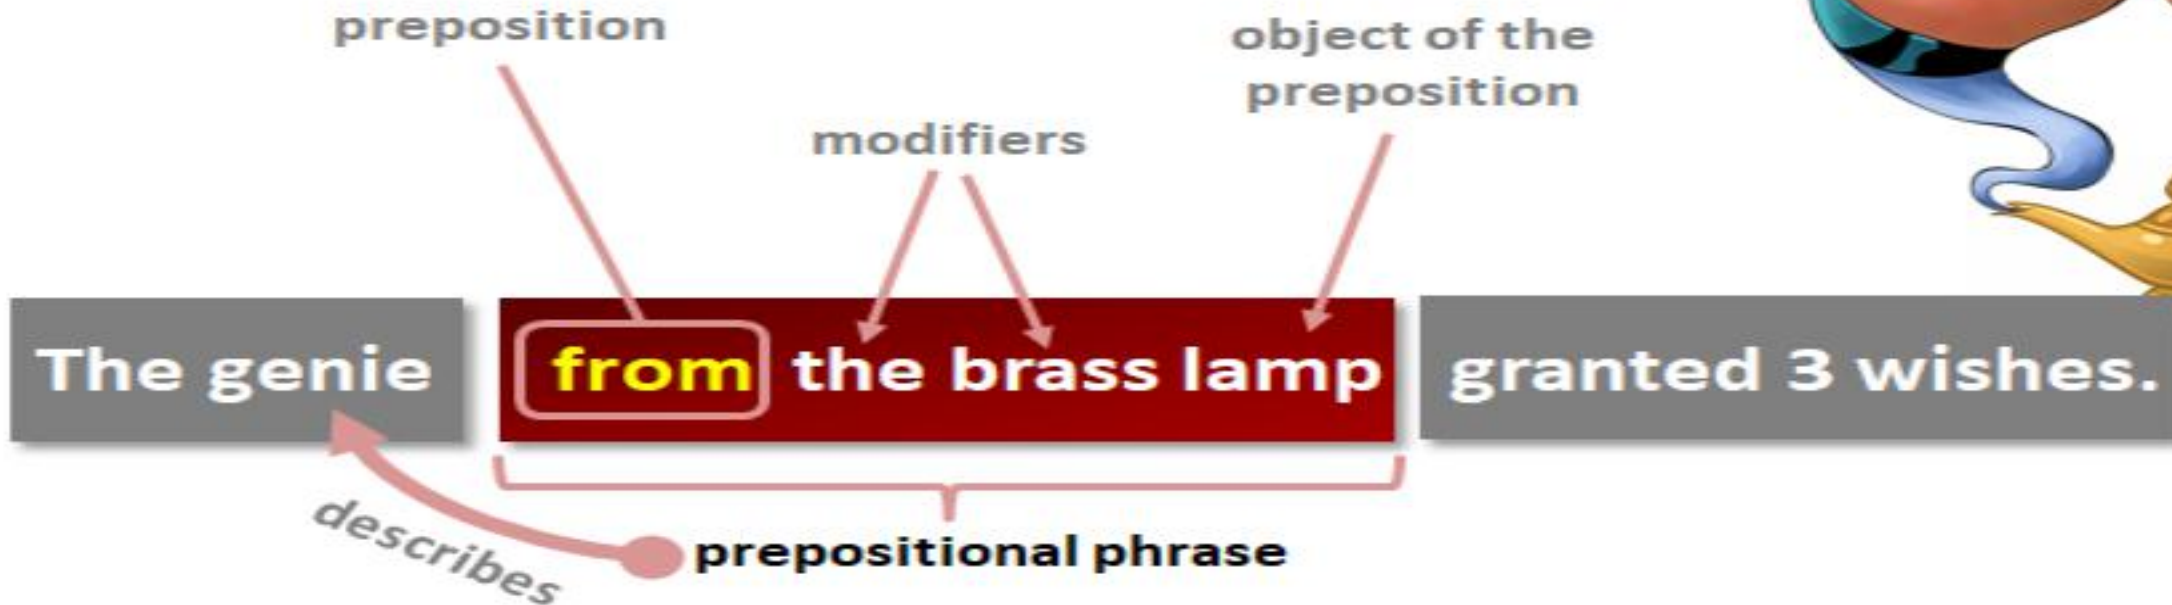 preposition
object of the
preposition
modifiers
The genie from the brass lamp granted 3 wishes.
describes
prepositional phrase